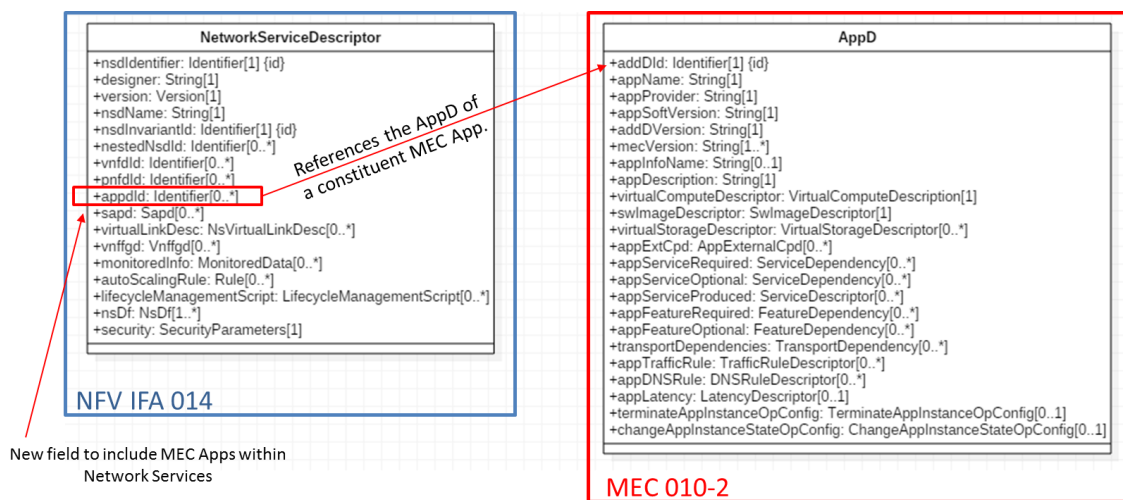 NetworkServiceDescriptor
+nsdIdentifier: Identifier[1] {id}
+designer: String[1]
+version: Version[1]
+nsdName: String[1]
+nsdInvariantId: Identifier[1] {id}
+nestedNsdId: Identifier[0..*]
+vnfdId: Identifier[0..*]
+pnfdId: Identifier[0..*]
+appdId: Identifier[0..*]
+sapd: Sapd[0..*]
+virtualLinkDesc: NsVirtualLinkDesc[0..*]
+vnffgd: Vnffgd[0..*]
+monitoredInfo: MonitoredData[0..*]
+autoScalingRule: Rule[0..*]
+lifecycleManagementScript: LifecycleManagementScript[0..*]
+nsDf: NsDf[1..*]
+security: SecurityParameters[1]
NFV IFA 014
New field to include MEC Apps within
Network Services
References the AppD of
a constituent MEC App.
AppD
+addDId: Identifier[1] {id}
+appName: String[1]
+appProvider: String[1]
+appSoftVersion: String[1]
+addDVersion: String[1]
+mecVersion: String[1..*]
+appInfoName: String[0..1]
+appDescription: String[1]
+virtualComputeDescriptor: VirtualComputeDescription[1]
+swImageDescriptor: SwImageDescriptor[1]
+virtualStorageDescriptor: VirtualStorageDescriptor[0..*]
+appExtCpd: AppExternalCpd[0..*]
+appServiceRequired: ServiceDependency[0..*]
+appServiceOptional: ServiceDependency[0..*]
+appServiceProduced: ServiceDescriptor[0..*]
+appFeatureRequired: FeatureDependency[0..*]
+appFeatureOptional: FeatureDependency[0..*]
+transportDependencies: TransportDependency[0..*]
+appTrafficRule: TrafficRuleDescriptor[0..*]
+appDNSRule: DNSRuleDescriptor[0..*]
+appLatency: LatencyDescriptor[0..1]
+terminateAppInstanceOpConfig: TerminateAppInstanceOpConfig[0..1]
+changeAppInstanceStateOpConfig: ChangeAppInstanceStateOpConfig[0..1]
MEC 010-2